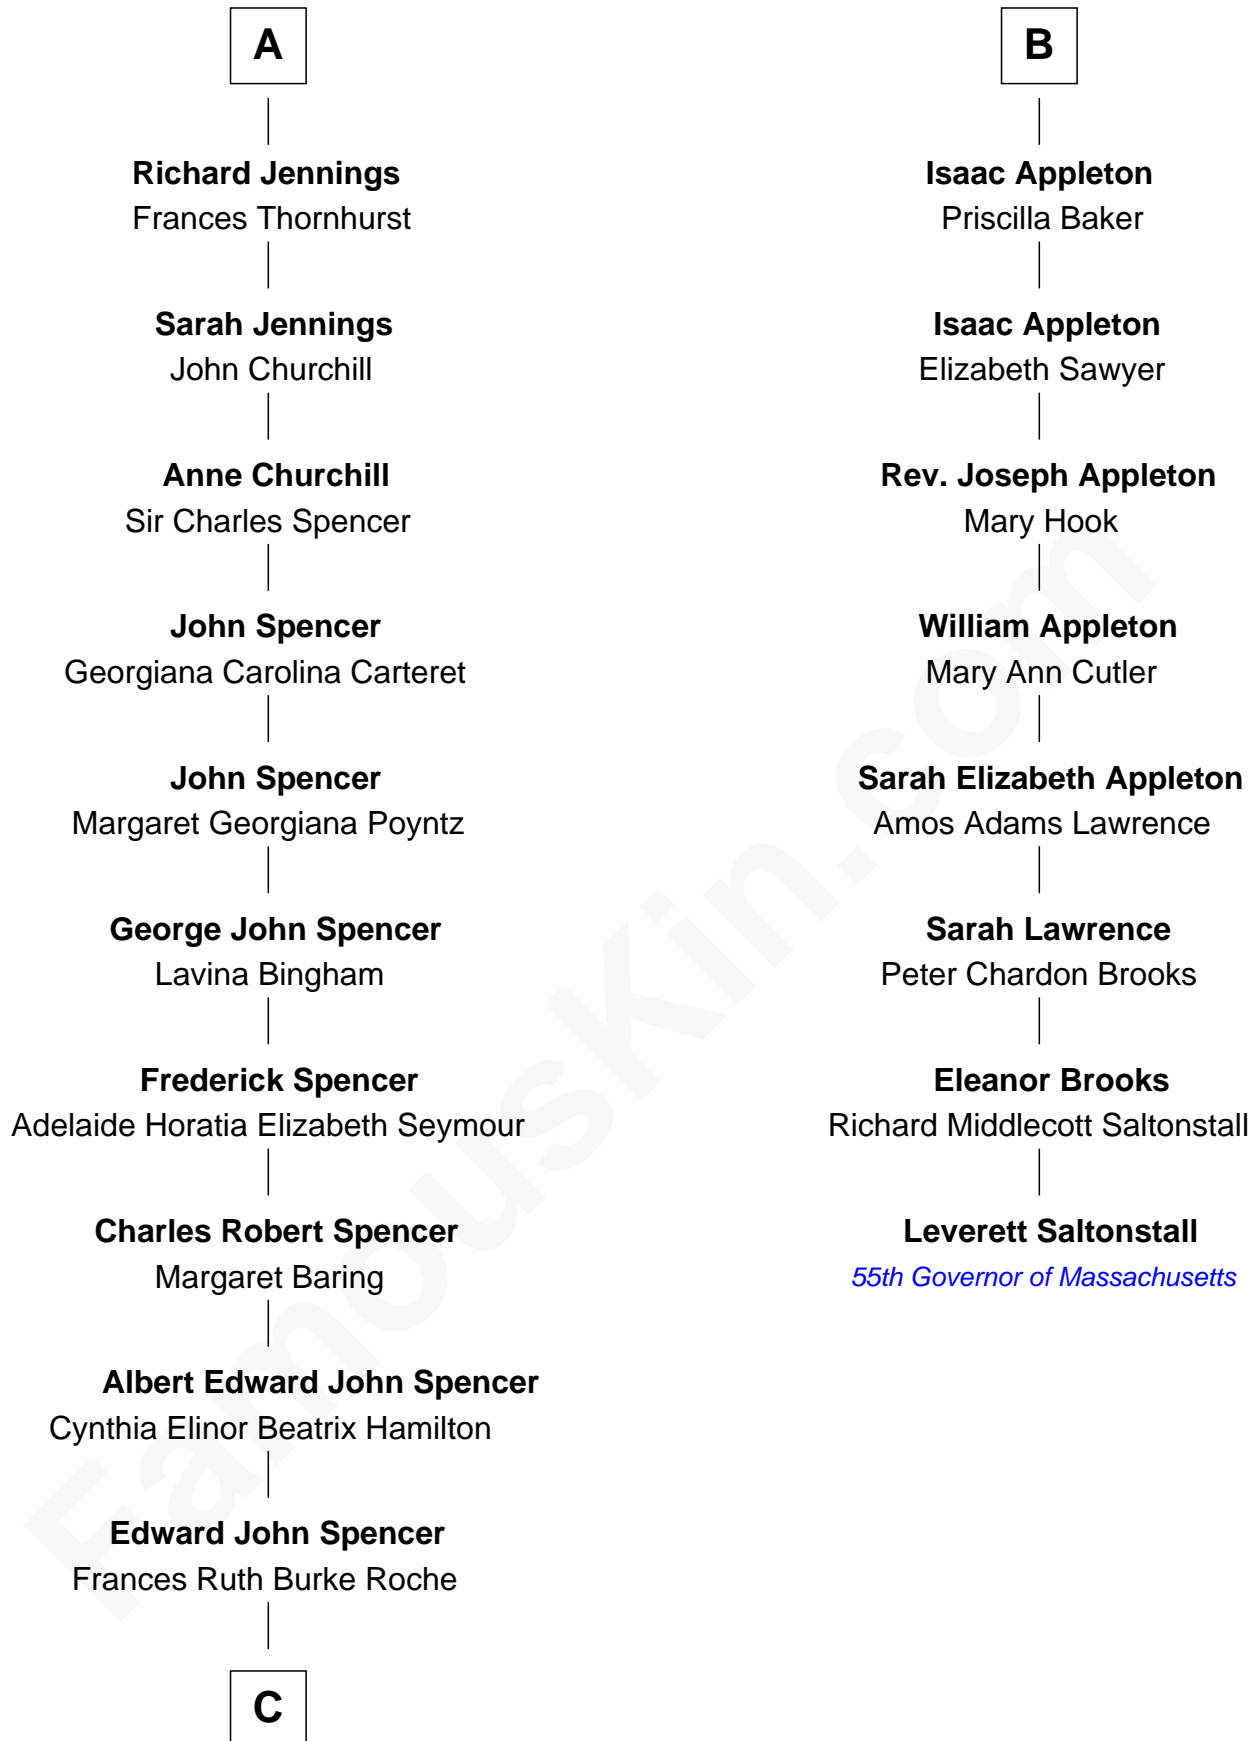 A
Richard Jennings
Frances Thornhurst
Sarah Jennings
John Churchill
Anne Churchill
Sir Charles Spencer
John Spencer
Georgiana Carolina Carteret
John Spencer
Margaret Georgiana Poyntz
George John Spencer
Lavina Bingham
Frederick Spencer
Adelaide Horatia Elizabeth Seymour
Charles Robert Spencer
Margaret Baring
Albert Edward John Spencer
Cynthia Elinor Beatrix Hamilton
Edward John Spencer
Frances Ruth Burke Roche
C
B
Isaac Appleton
Priscilla Baker
Isaac Appleton
Elizabeth Sawyer
Rev. Joseph Appleton
Mary Hook
William Appleton
Mary Ann Cutler
Sarah Elizabeth Appleton
Amos Adams Lawrence
Sarah Lawrence
Peter Chardon Brooks
Eleanor Brooks
Richard Middlecott Saltonstall
Leverett Saltonstall
55th Governor of Massachusetts
FamousKin.com